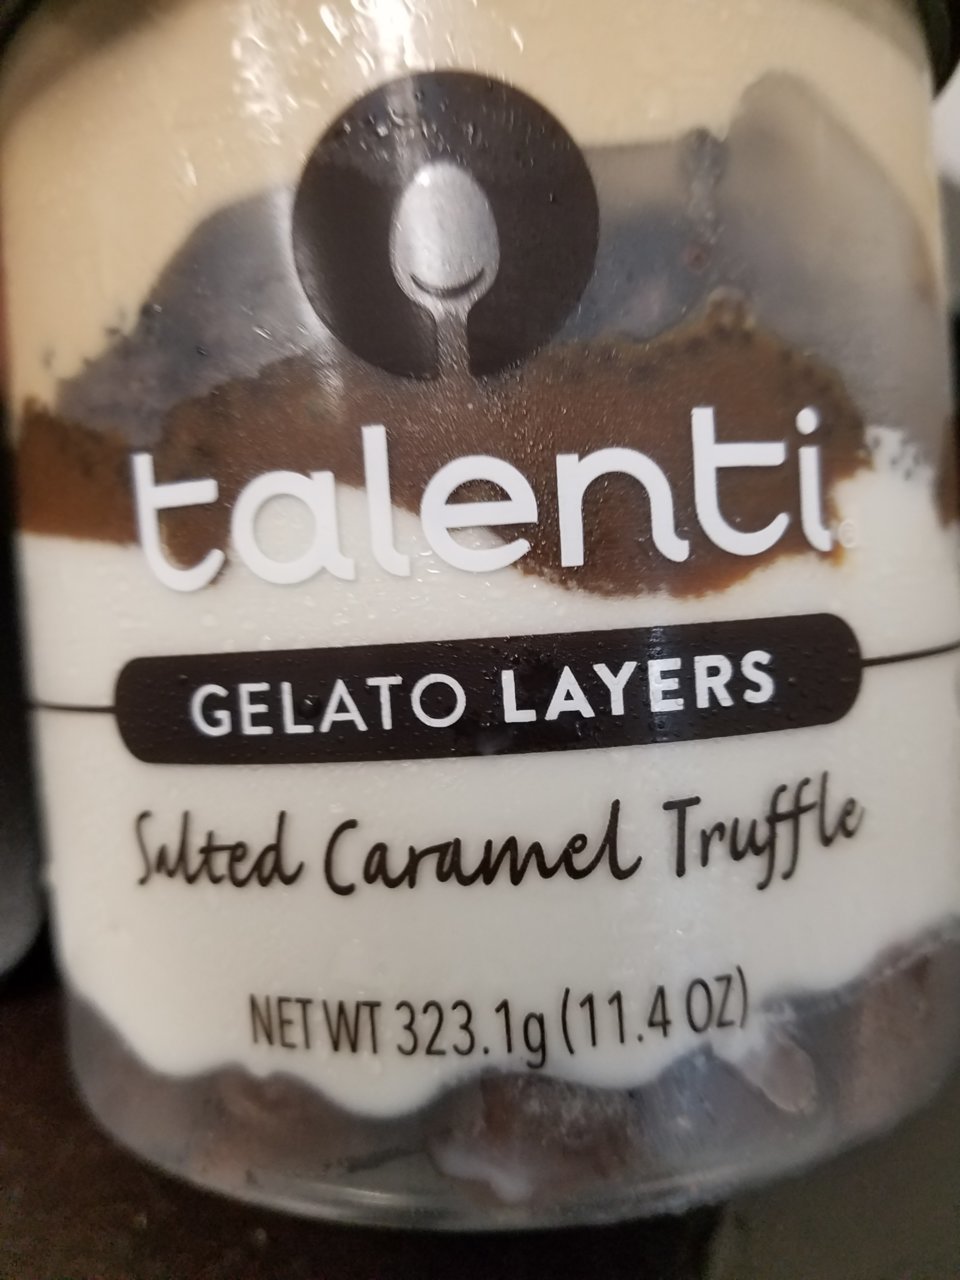 talenti
GELATO LAYERS
Salted Caramel Truffle
NET WT 323.1g (11.4 OZ)